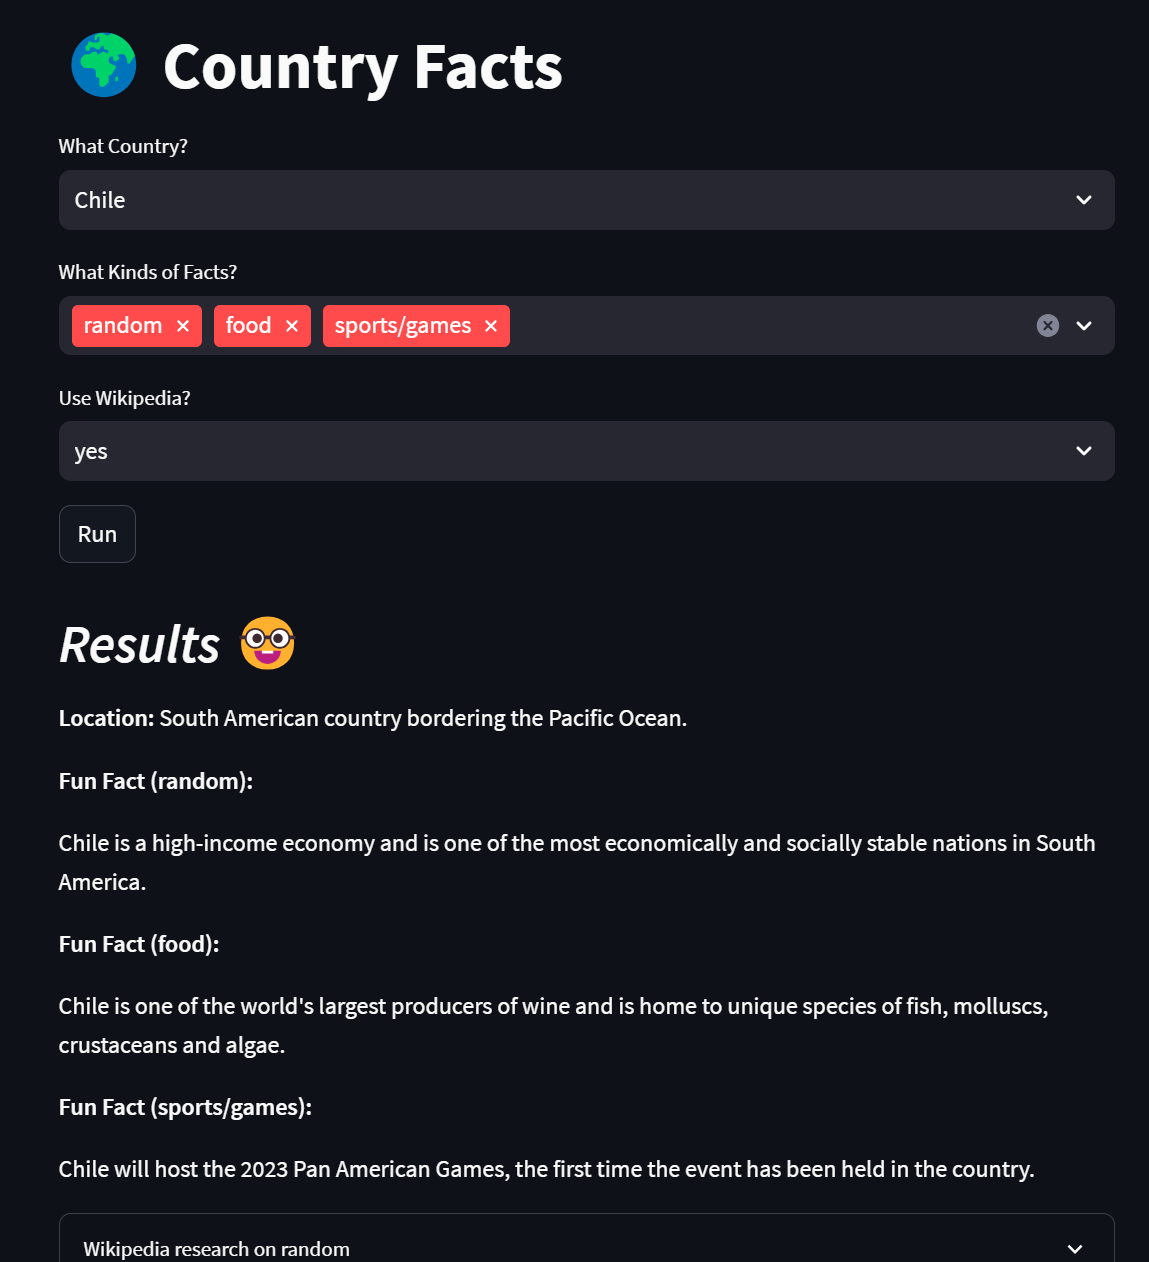 Country Facts
What Country?
Chile
What Kinds of Facts?
random × food × sports/games ×
Use Wikipedia?
yes
Run
Results
Location: South American country bordering the Pacific Ocean.
Fun Fact (random):
Chile is a high-income economy and is one of the most economically and socially stable nations in South
America.
Fun Fact (food):
Chile is one of the world's largest producers of wine and is home to unique species of fish, molluscs,
crustaceans and algae.
Fun Fact (sports/games):
Chile will host the 2023 Pan American Games, the first time the event has been held in the country.
Wikipedia research on random